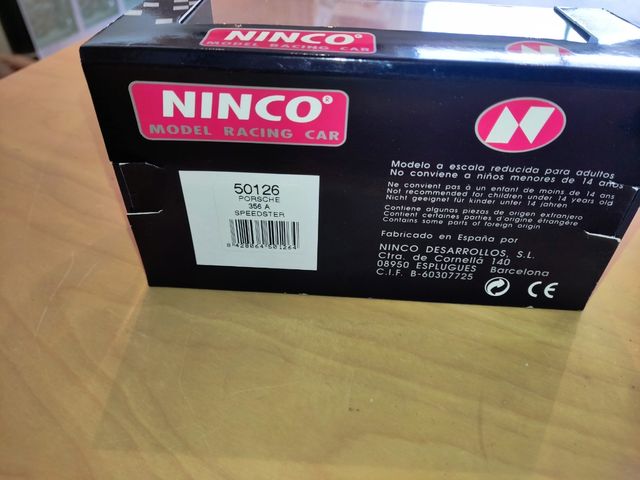 NINCO
MODEL RACING CAR
NINCO®
MODEL RACING CAR
50126
PORSCHE
356 A
SPEEDSTER
8 428064 501264
Modelo a escala reducida para adultos
No conviene a niños menores de 14 años
Ne convient pas à un enfant de moins de 14 ans
Not recommended for children under 14 years old
Nicht geeignet für kinder unter 14 jahren
Contiene algunas piezas de origen extranjero
Contient certaines parties d'origine étrangère
Contains some parts of foreign origin
Fabricado en España por
NINCO DESARROLLOS, S.L.
Ctra. de Cornellá 140
08950 ESPLUGUES Barcelona
C.I.F. B-60307725
CE